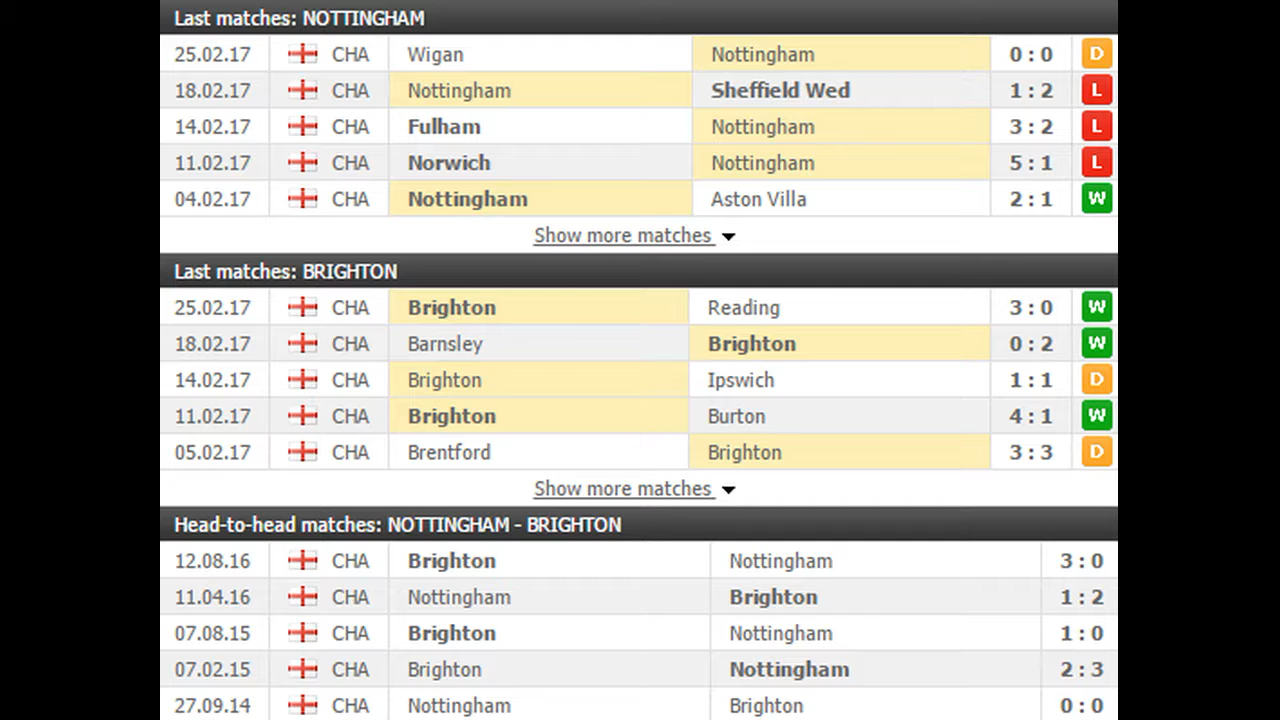 Last matches: NOTTINGHAM
25.02.17 CHA Wigan Nottingham 0 : 0 D
18.02.17 CHA Nottingham Sheffield Wed 1 : 2 L
14.02.17 CHA Fulham Nottingham 3 : 2 L
11.02.17 CHA Norwich Nottingham 5 : 1 L
04.02.17 CHA Nottingham Aston Villa 2 : 1 W
Show more matches
Last matches: BRIGHTON
25.02.17 CHA Brighton Reading 3 : 0 W
18.02.17 CHA Barnsley Brighton 0 : 2 W
14.02.17 CHA Brighton Ipswich 1 : 1 D
11.02.17 CHA Brighton Burton 4 : 1 W
05.02.17 CHA Brentford Brighton 3 : 3 D
Show more matches
Head-to-head matches: NOTTINGHAM - BRIGHTON
12.08.16 CHA Brighton Nottingham 3 : 0
11.04.16 CHA Nottingham Brighton 1 : 2
07.08.15 CHA Brighton Nottingham 1 : 0
07.02.15 CHA Brighton Nottingham 2 : 3
27.09.14 CHA Nottingham Brighton 0 : 0